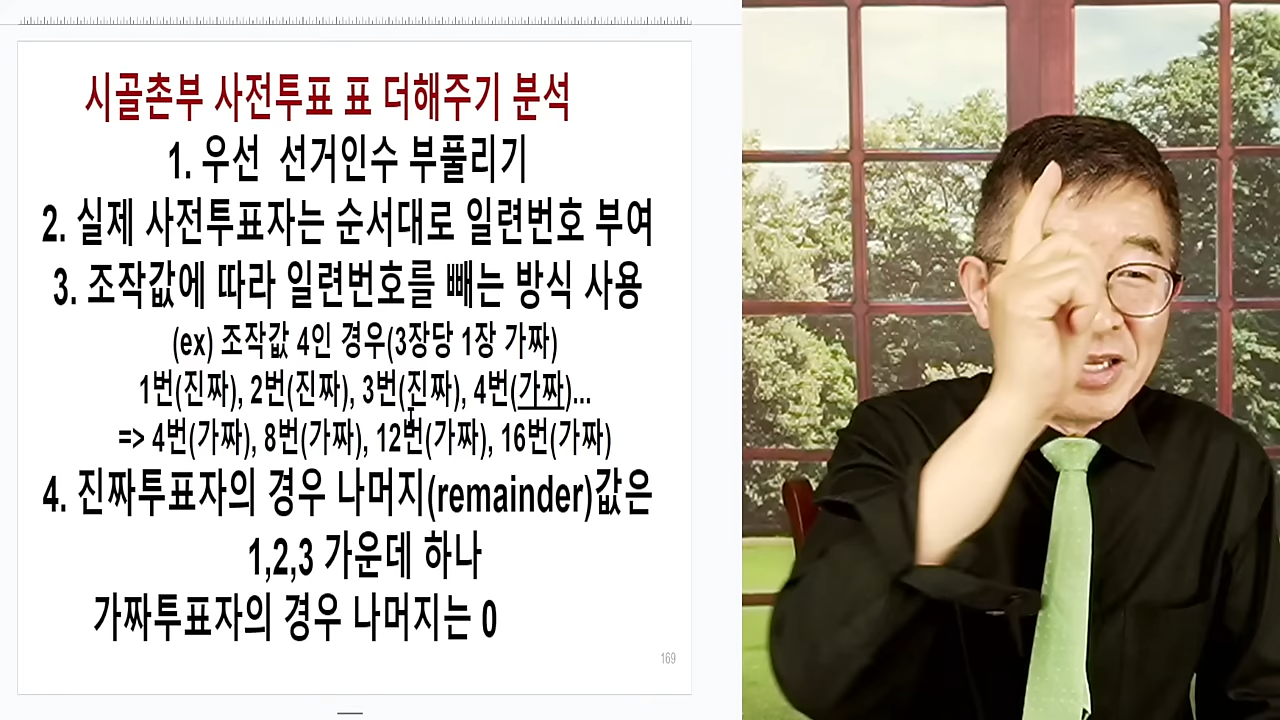 시골촌부 사전투표 표 더해주기 분석
1. 우선 선거인수 부풀리기
2. 실제 사전투표자는 순서대로 일련번호 부여
3. 조작값에 따라 일련번호를 빼는 방식 사용
(ex) 조작값 4인 경우(3장당 1장 가짜)
1번(진짜), 2번(진짜), 3번(진짜), 4번(가짜)...
=> 4번(가짜), 8번(가짜), 12번(가짜), 16번(가짜)
4. 진짜투표자의 경우 나머지(remainder)값은
1,2,3 가운데 하나
가짜투표자의 경우 나머지는 0
169